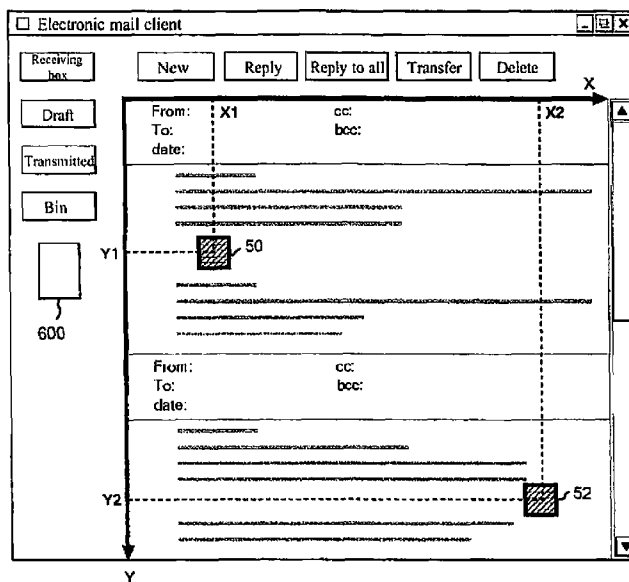 Electronic mail client
Receiving box
New
Reply
Reply to all
Transfer
Delete
X
Draft
From:
X1
cc:
X2
To:
bcc:
date:
Transmitted
Bin
Y1
50
600
From:
cc:
To:
bcc:
date:
Y2
52
Y